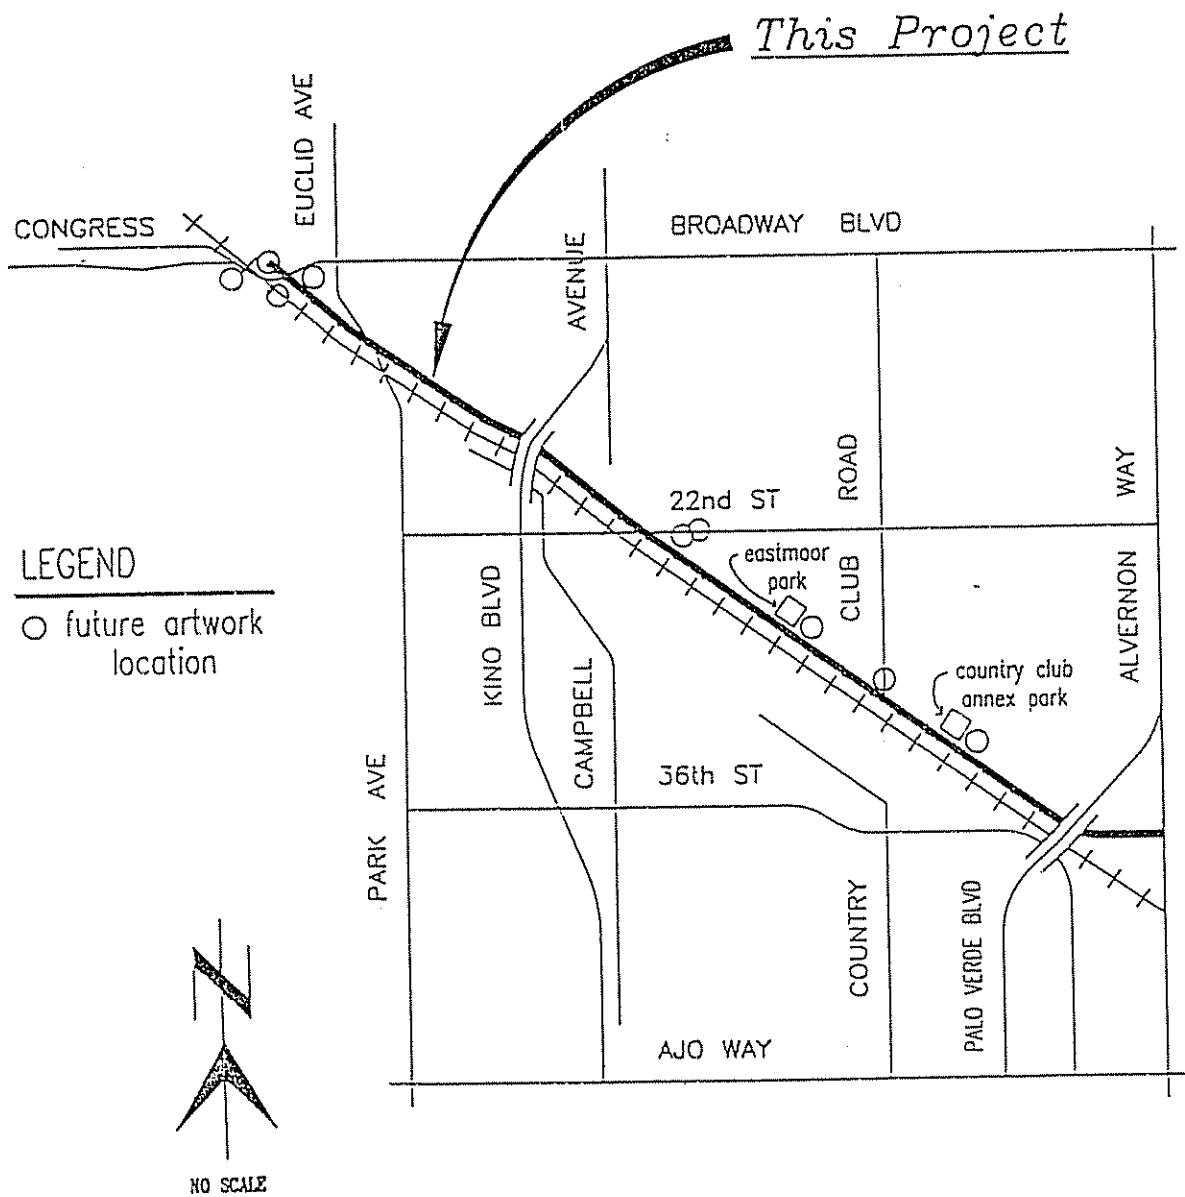 This Project
EUCLID AVE
CONGRESS
BROADWAY BLVD
AVENUE
22nd ST
ROAD
WAY
LEGEND
eastmoor
park
CLUB
ALVERNON
future artwork
location
KINO BLVD
CAMPBELL
country club
annex park
36th ST
PARK AVE
COUNTRY
PALO VERDE BLVD
AJO WAY
N
NO SCALE